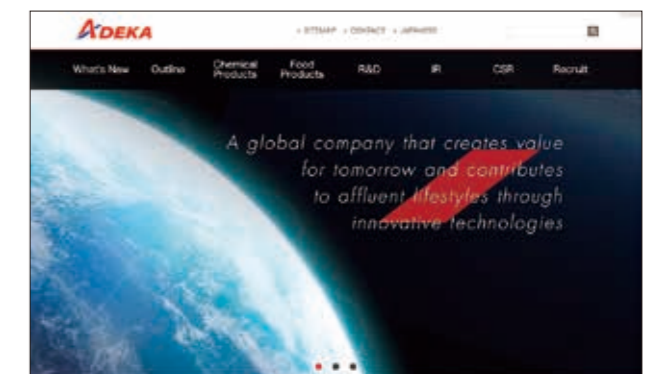 ADEKA
SITEMAP CONTACT JAPANESE
What's New Outline Chemical Products Food Products R&D IR CSR Recruit
A global company that creates value
for tomorrow and contributes
to affluent lifestyles through
innovative technologies